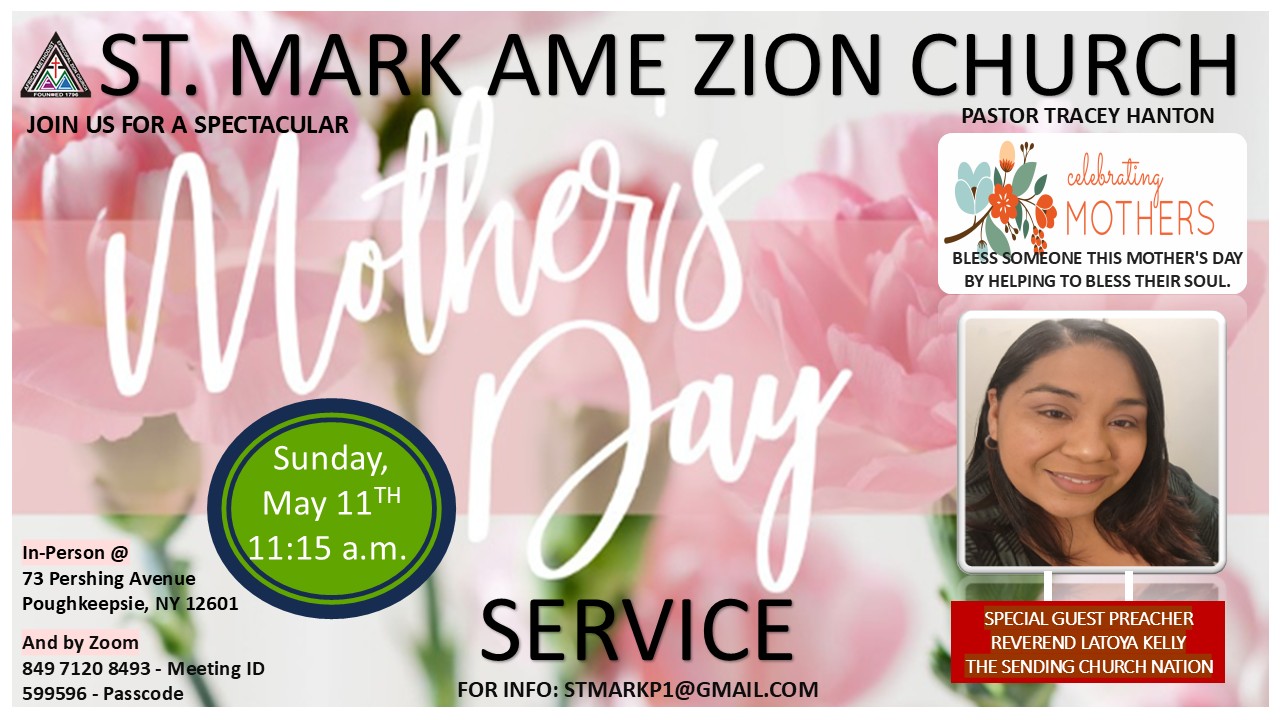 ST. MARK AME ZION CHURCH
FOUNDED 1796
JOIN US FOR A SPECTACULAR
PASTOR TRACEY HANTON
Mother's
Day
SERVICE
celebrating
MOTHERS
BLESS SOMEONE THIS MOTHER'S DAY
BY HELPING TO BLESS THEIR SOUL.
Sunday,
May 11TH
11:15 a.m.
In-Person @
73 Pershing Avenue
Poughkeepsie, NY 12601
And by Zoom
849 7120 8493 - Meeting ID
599596 - Passcode
FOR INFO: STMARKP1@GMAIL.COM
SPECIAL GUEST PREACHER
REVEREND LATOYA KELLY
THE SENDING CHURCH NATION